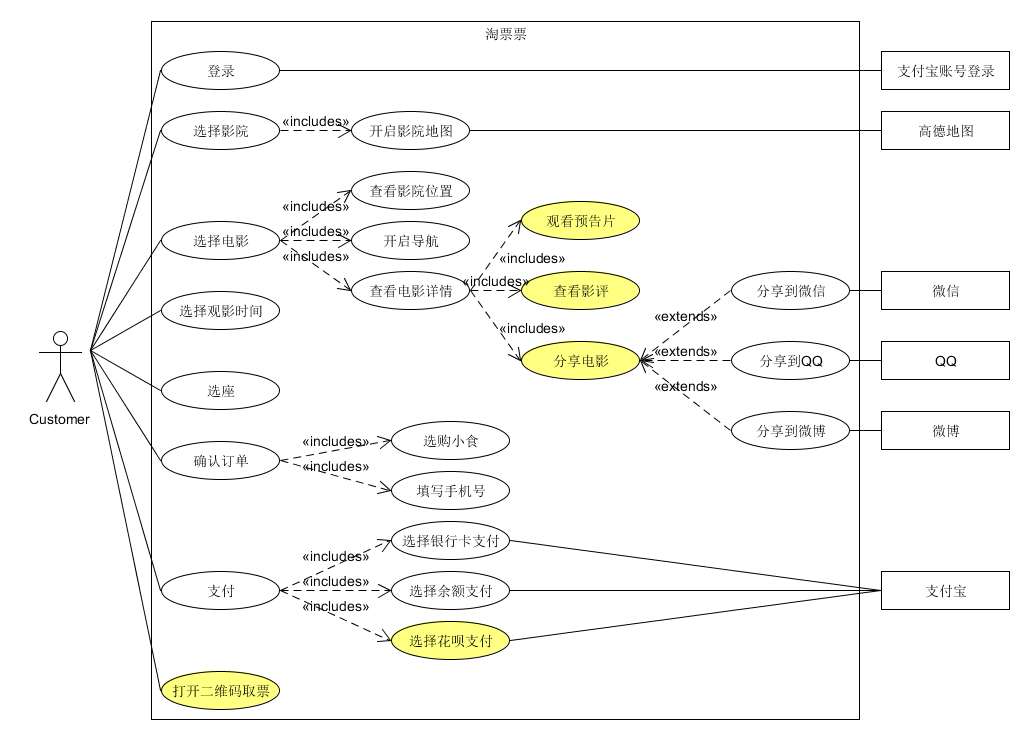 淘票票
登录
支付宝账号登录
选择影院
«includes»
开启影院地图
高德地图
查看影院位置
«includes»
观看预告片
选择电影
«includes»
开启导航
«includes»
«includes»
查看电影详情
«includes»
查看影评
分享到微信
微信
选择观影时间
«includes»
«extends»
分享电影
«extends»
分享到QQ
QQ
选座
«extends»
Customer
分享到微博
微博
«includes»
选购小食
确认订单
«includes»
填写手机号
选择银行卡支付
«includes»
支付
«includes»
选择余额支付
支付宝
«includes»
选择花呗支付
打开二维码取票